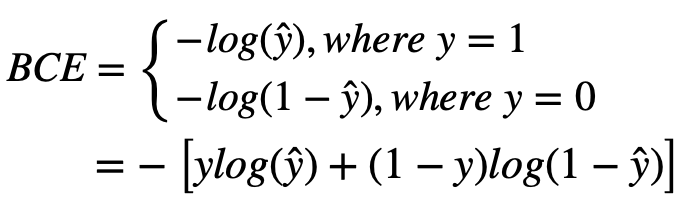 BCE = { -log(ŷ), where y = 1
-log(1 - ŷ), where y = 0
= - [ylog(ŷ) + (1 - y)log(1 - ŷ)]